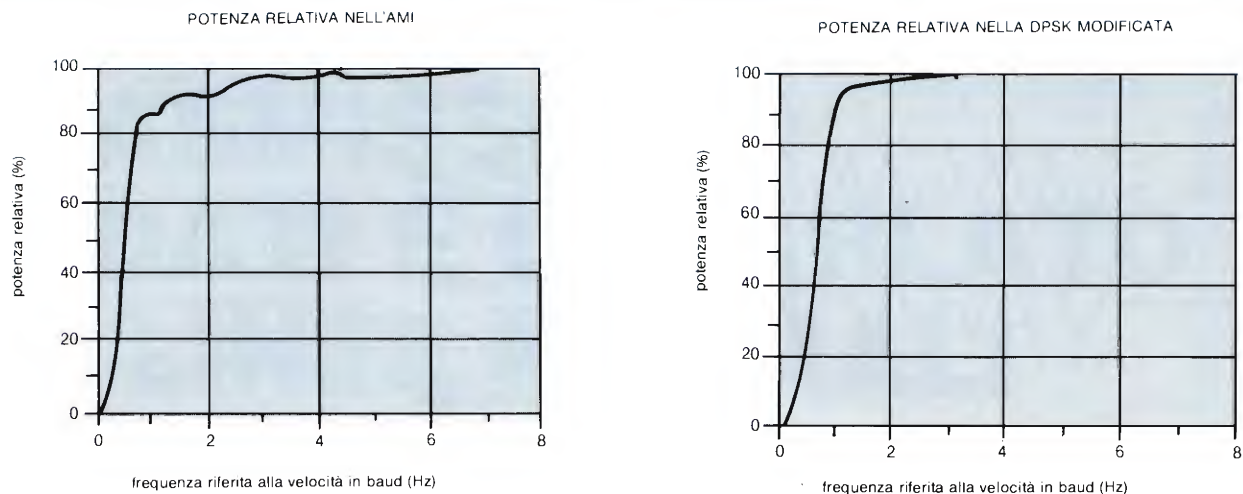 POTENZA RELATIVA NELL'AMI
100
80
60
40
20
0
potenza relativa (%)
0 2 4 6 8
frequenza riferita alla velocità in baud (Hz)
POTENZA RELATIVA NELLA DPSK MODIFICATA
100
80
60
40
20
0
potenza relativa (%)
0 2 4 6 8
frequenza riferita alla velocità in baud (Hz)